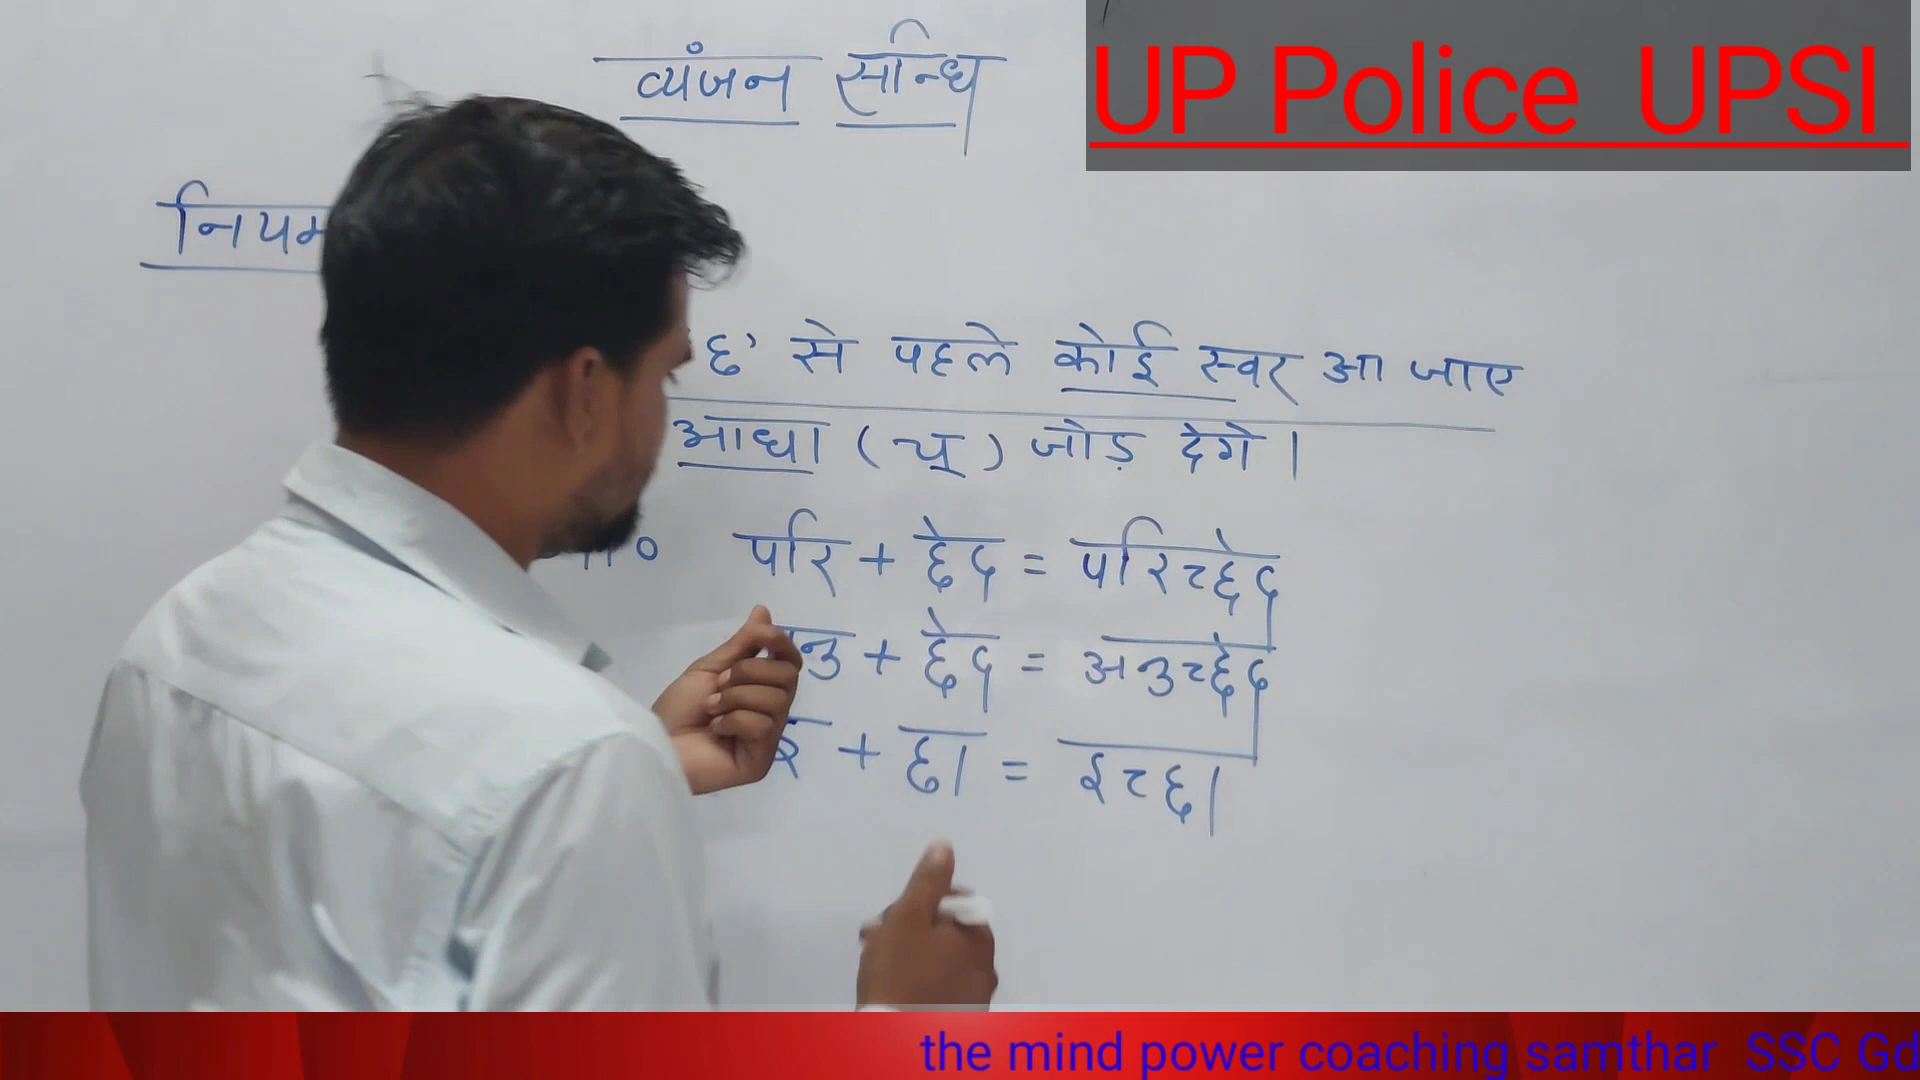 व्यंजन सन्धि
UP Police UPSI
नियम
छ' से पहले कोई स्वर आ जाए
आधा (च्) जोड़ देगे।
परि + छेद = परिच्छेद
नु + छेद = अनुच्छेद
इ + छा = इच्छा
the mind power coaching samthar SSC Gd